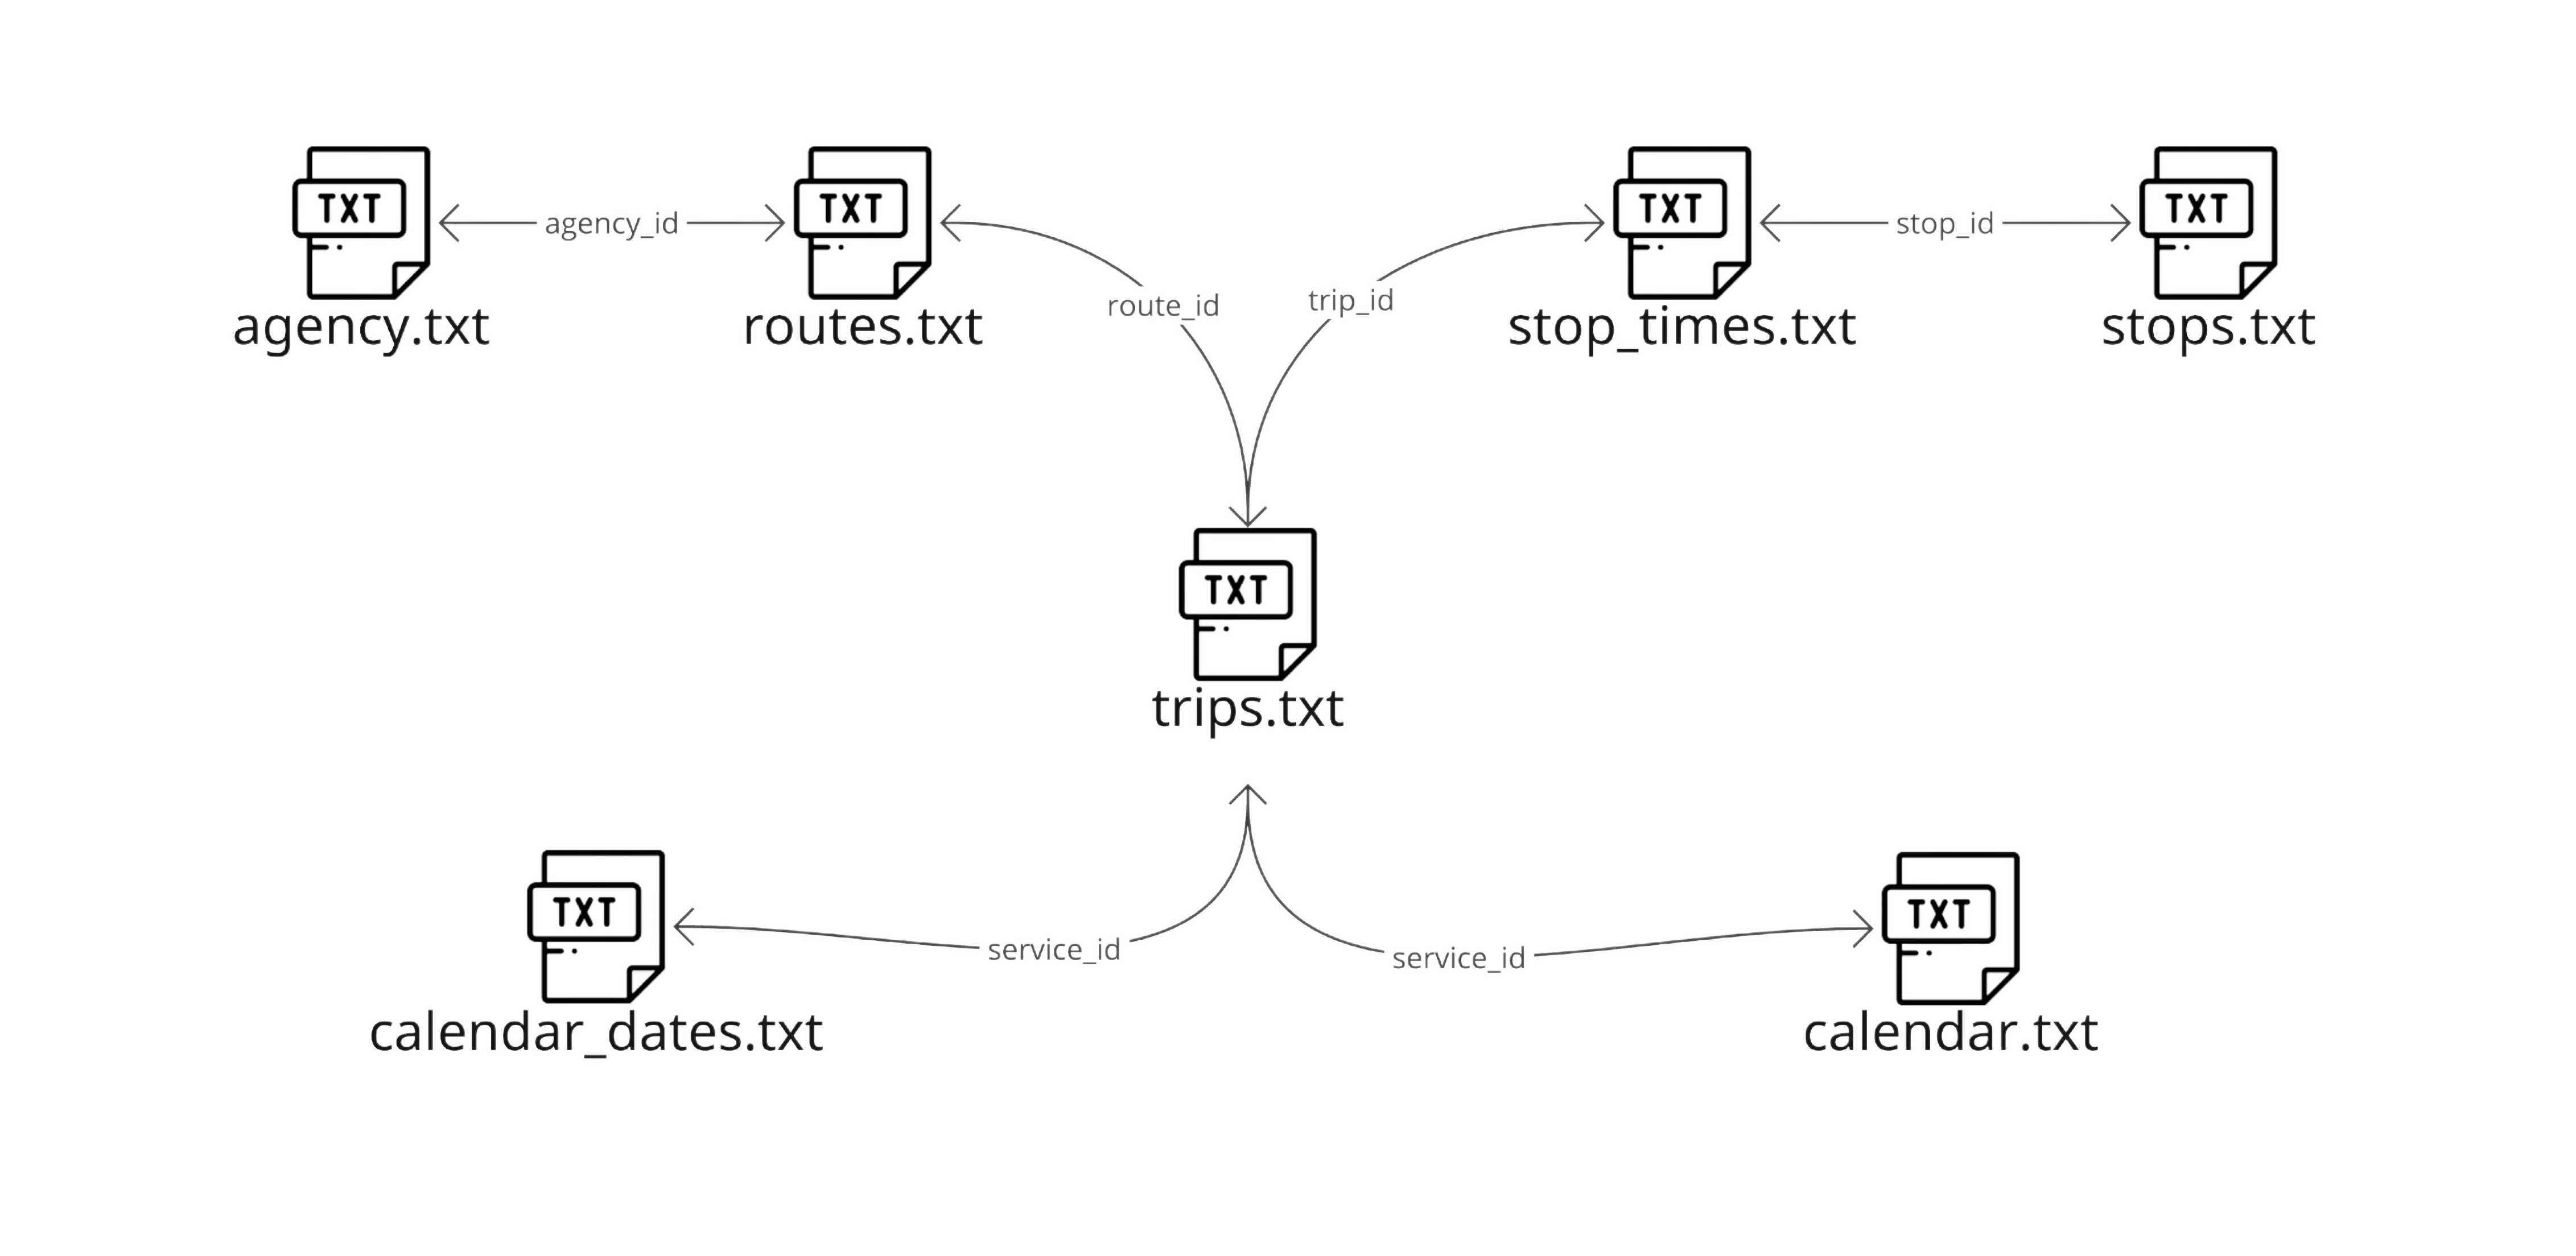 TXT
agency_id
TXT
TXT
stop_id
TXT
agency.txt
routes.txt
route_id
trip_id
stop_times.txt
stops.txt
TXT
trips.txt
TXT
service_id
service_id
TXT
calendar_dates.txt
calendar.txt